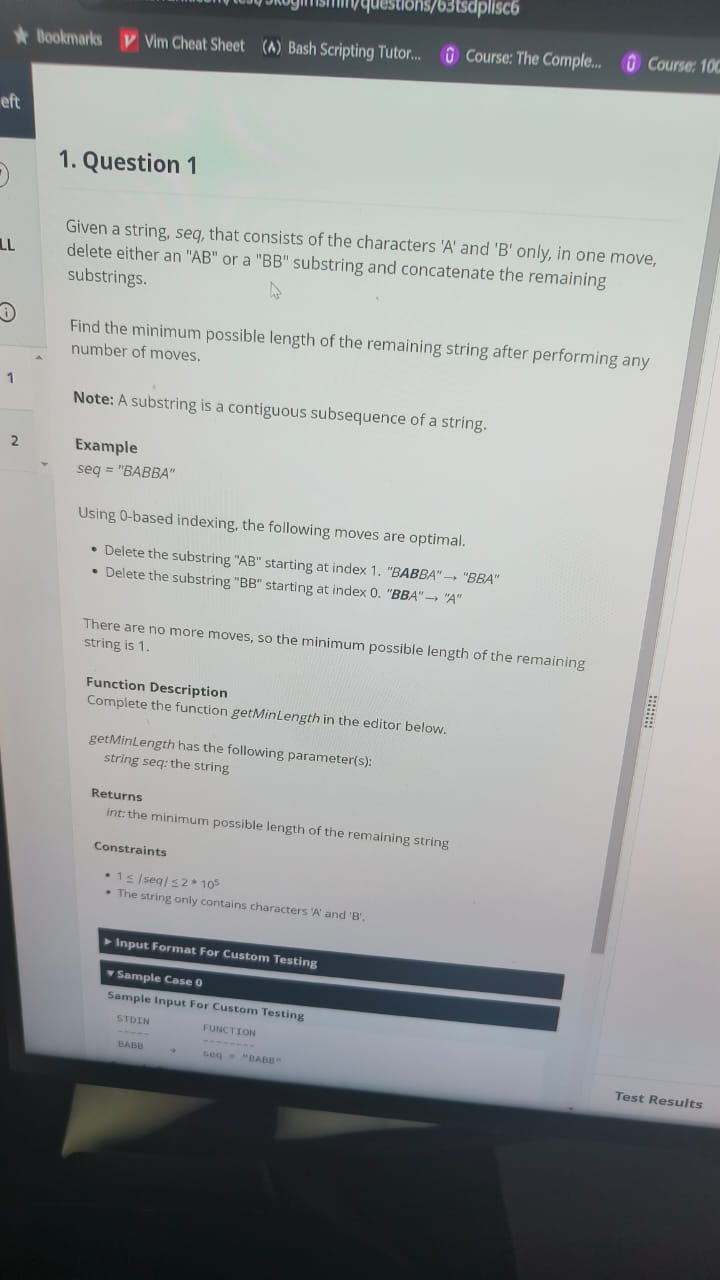 /questions/63tsdplisc6
Bookmarks Vim Cheat Sheet Bash Scripting Tutor... Course: The Comple... Course: 100
eft
1. Question 1
LL
Given a string, seq, that consists of the characters 'A' and 'B' only, in one move,
delete either an "AB" or a "BB" substring and concatenate the remaining
substrings.
Find the minimum possible length of the remaining string after performing any
number of moves.
1
Note: A substring is a contiguous subsequence of a string.
2
Example
seq = "BABBA"
Using 0-based indexing, the following moves are optimal.
• Delete the substring "AB" starting at index 1. "BABBA"→ "BBA"
• Delete the substring "BB" starting at index 0. "BBA"→ "A"
There are no more moves, so the minimum possible length of the remaining
string is 1.
Function Description
Complete the function getMinLength in the editor below.
getMinLength has the following parameter(s):
string seq: the string
Returns
int: the minimum possible length of the remaining string
Constraints
• 1 ≤ |seq| ≤ 2 * 10⁵
• The string only contains characters 'A' and 'B'.
▶ Input Format For Custom Testing
▼ Sample Case 0
Sample Input For Custom Testing
STDIN FUNCTION
----- --------
BABB → seq = "BABB"
Test Results